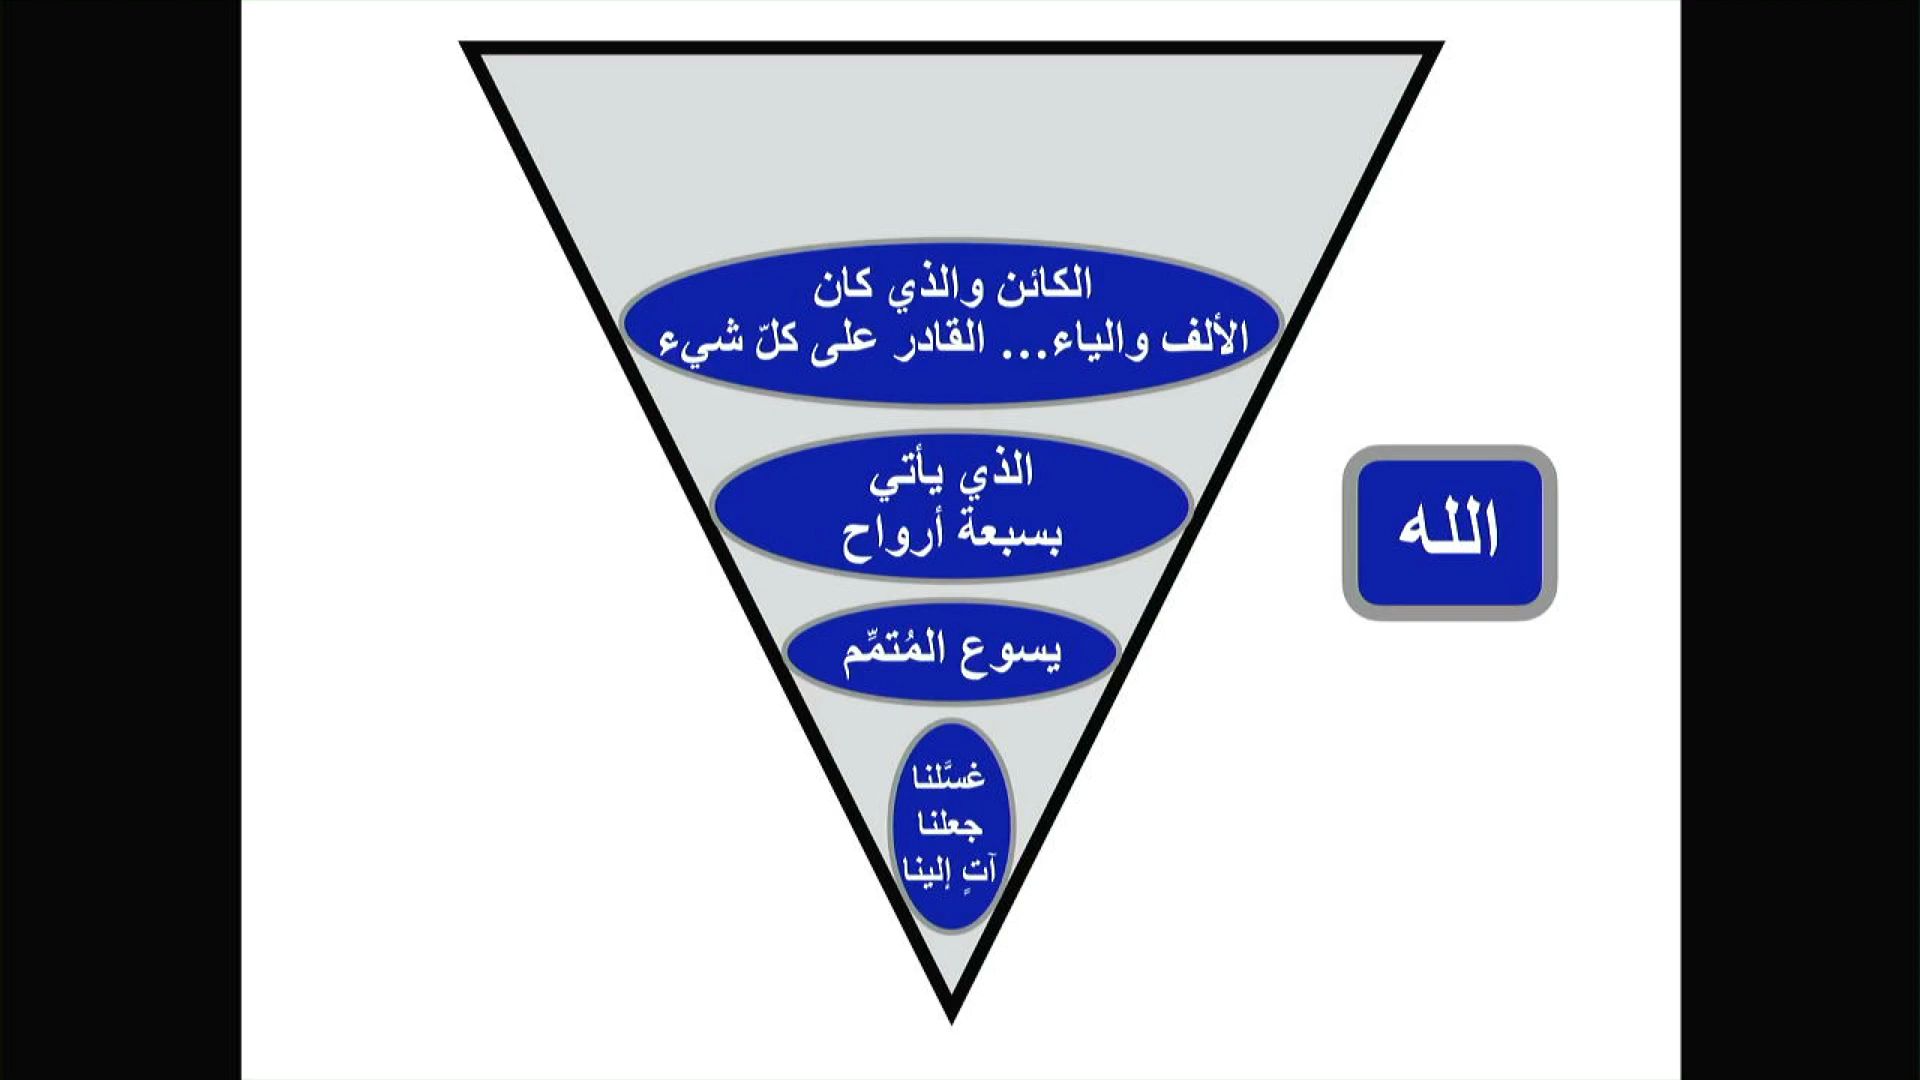 الكائن والذي كان
الألف والياء... القادر على كلّ شيء
الذي يأتي
بسبعة أرواح
يسوع المُتمِّم
غسَّلنا
جعلنا
آتٍ إلينا
الله